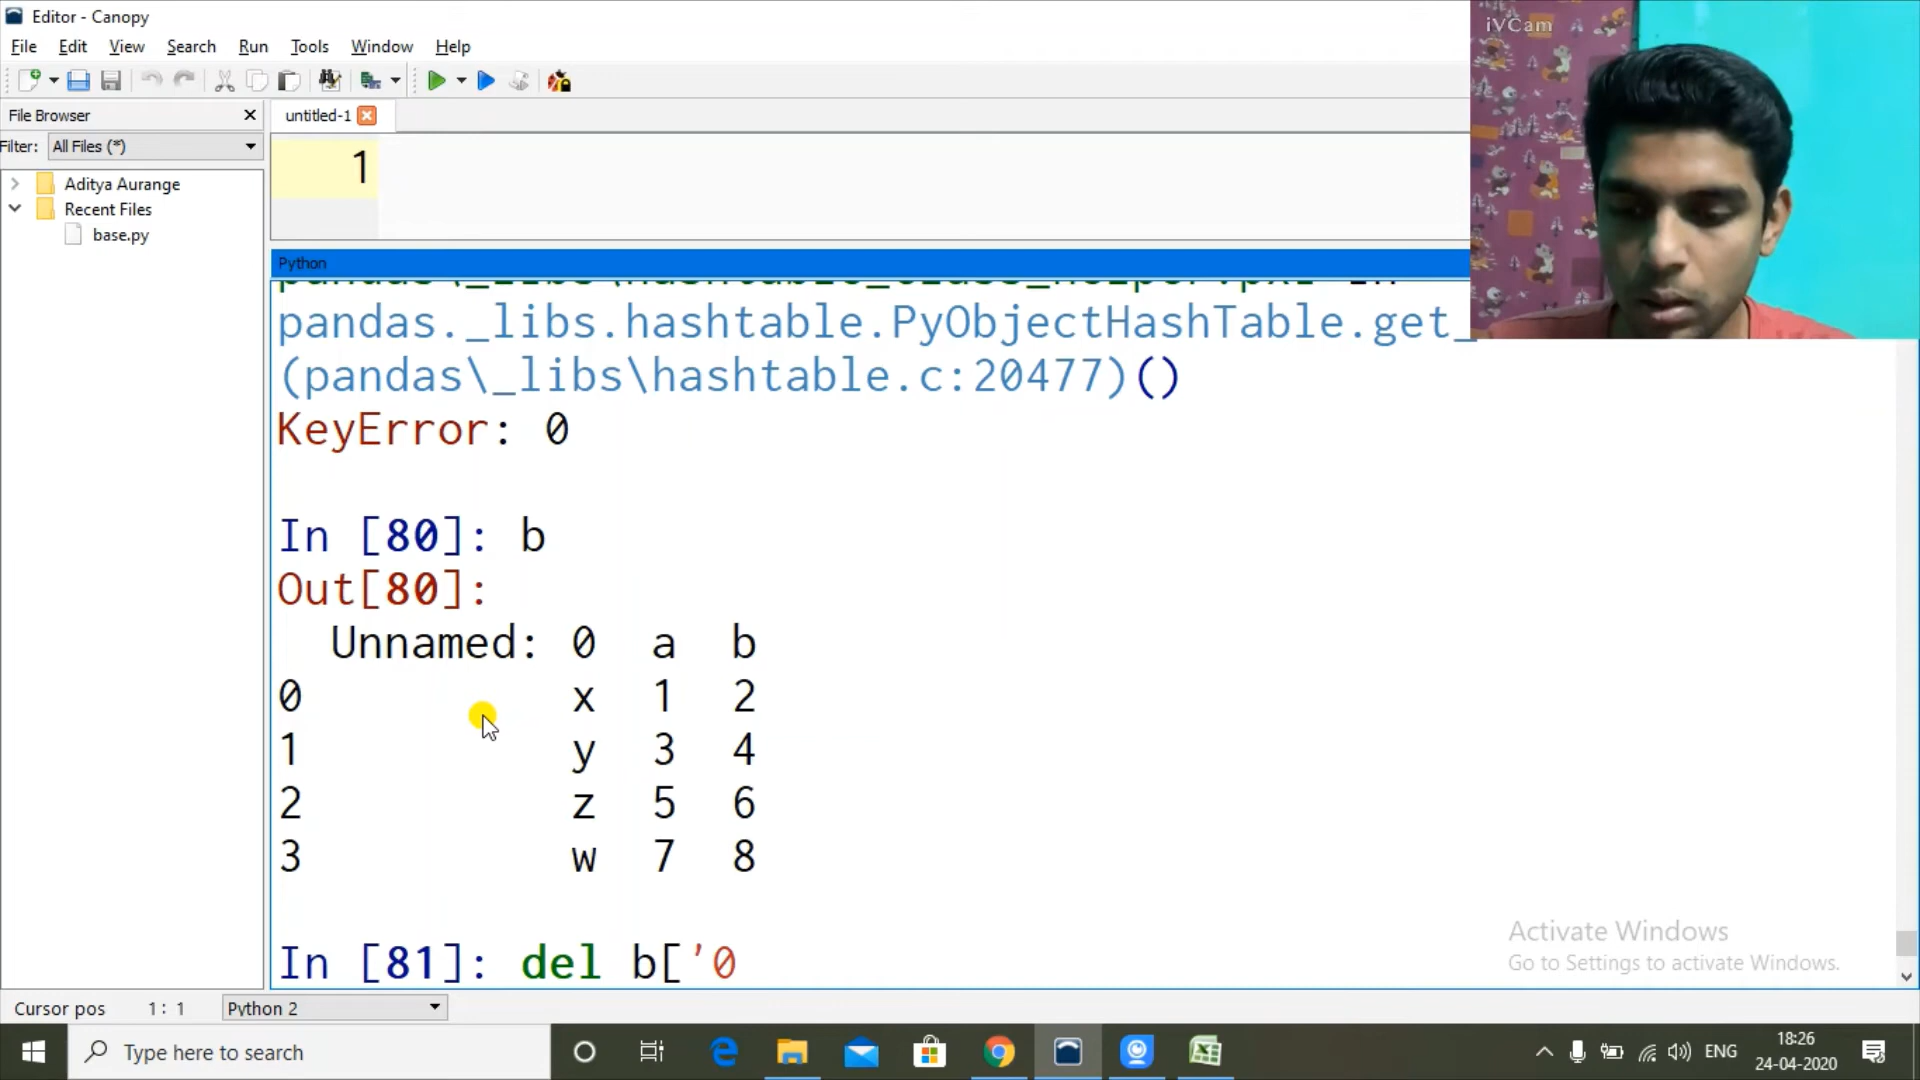 Editor - Canopy
iVCam
File Edit View Search Run Tools Window Help
File Browser
untitled-1
Filter: All Files (*)
1
Aditya Aurange
Recent Files
base.py
Python
pandas._libs.hashtable.PyObjectHashTable.get_
(pandas\_libs\hashtable.c:20477)()
KeyError: 0
In [80]: b
Out[80]:
Unnamed: 0 a b
0 x 1 2
1 y 3 4
2 z 5 6
3 w 7 8
In [81]: del b['0
Activate Windows
Go to Settings to activate Windows.
Cursor pos 1 : 1 Python 2
Type here to search
ENG
18:26
24-04-2020